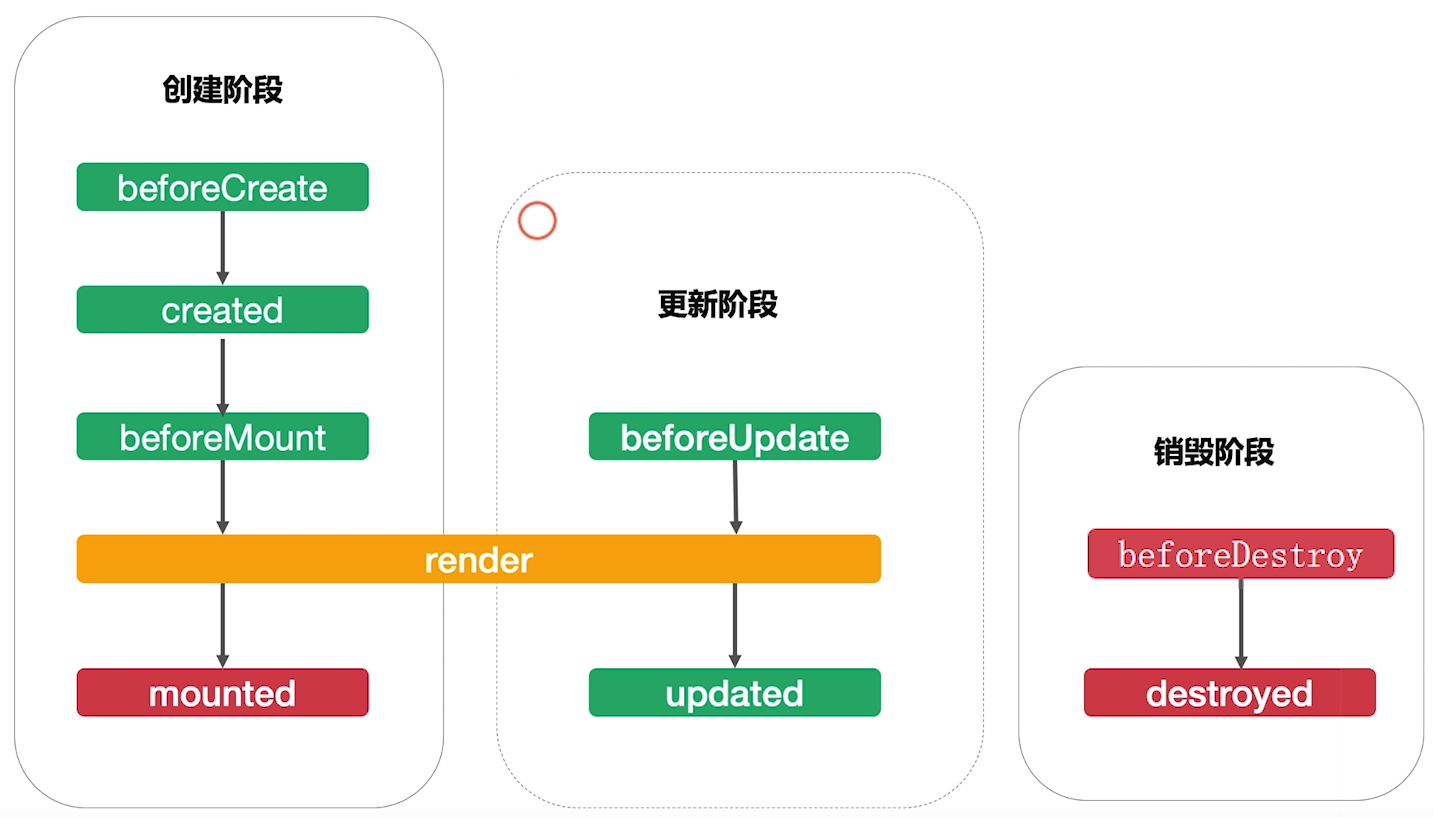 创建阶段
beforeCreate
created
beforeMount
render
mounted
更新阶段
beforeUpdate
updated
销毁阶段
beforeDestroy
destroyed